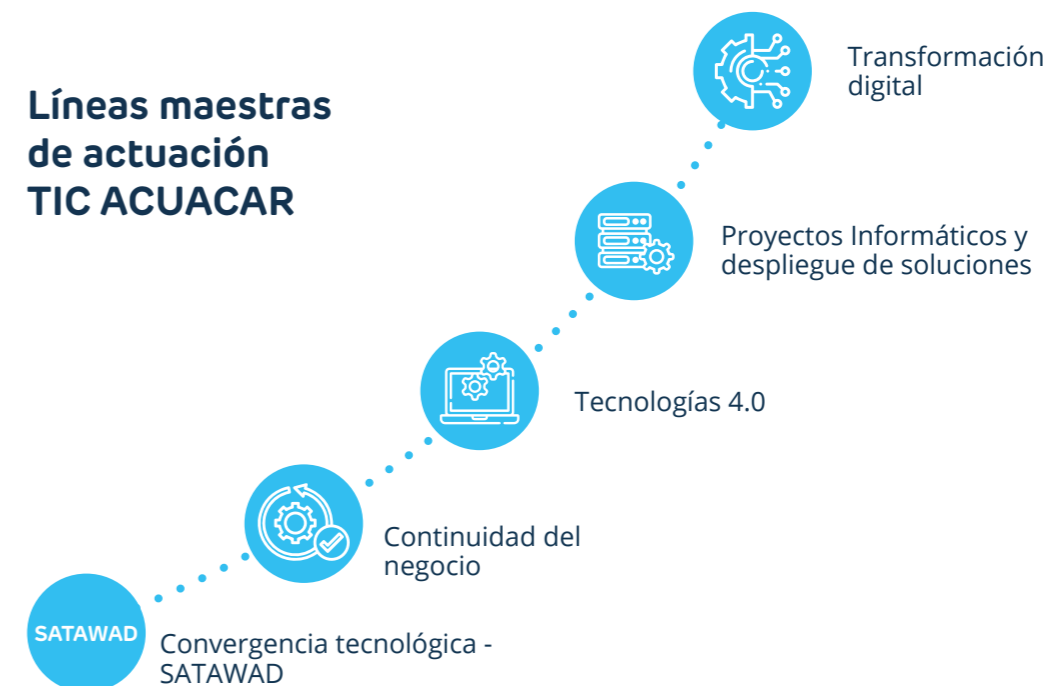 Líneas maestras
de actuación
TIC ACUACAR
Transformación
digital
Proyectos Informáticos y
despliegue de soluciones
Tecnologías 4.0
Continuidad del
negocio
SATAWAD
Convergencia tecnológica -
SATAWAD